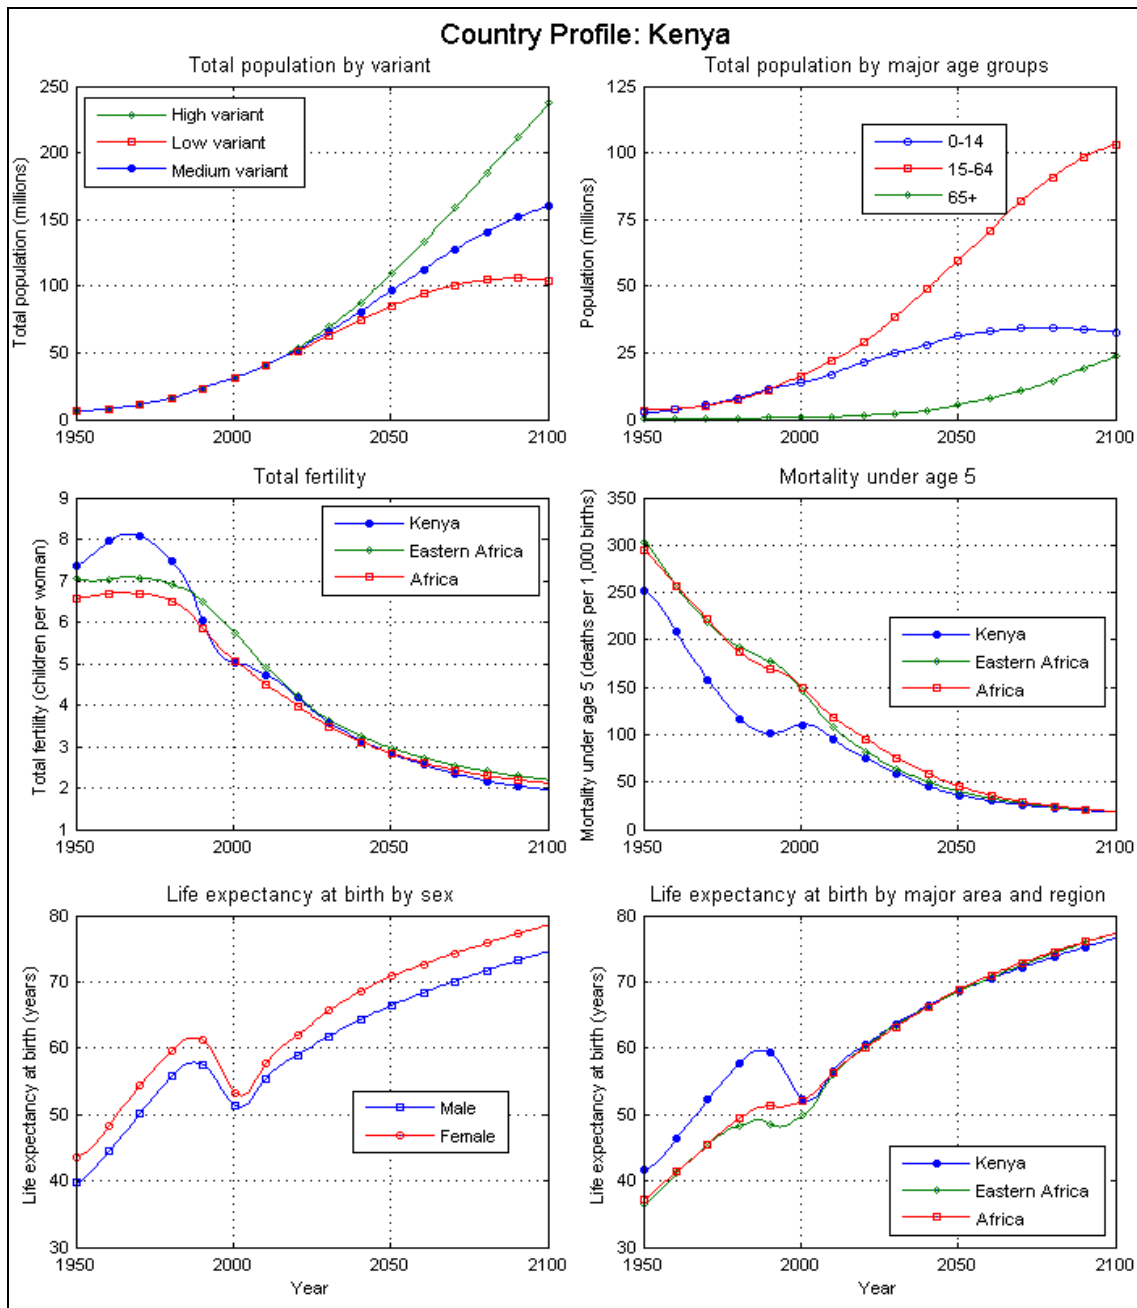 Country Profile: Kenya
Total population by variant
Total population (millions)
250
200
150
100
50
0
1950
2000
2050
2100
High variant
Low variant
Medium variant
Total population by major age groups
Population (millions)
125
100
75
50
25
0
1950
2000
2050
2100
0-14
15-64
65+
Total fertility
Total fertility (children per woman)
9
8
7
6
5
4
3
2
1
1950
2000
2050
2100
Kenya
Eastern Africa
Africa
Mortality under age 5
Mortality under age 5 (deaths per 1,000 births)
350
300
250
200
150
100
50
0
1950
2000
2050
2100
Kenya
Eastern Africa
Africa
Life expectancy at birth by sex
Life expectancy at birth (years)
80
70
60
50
40
30
1950
2000
2050
2100
Year
Male
Female
Life expectancy at birth by major area and region
Life expectancy at birth (years)
80
70
60
50
40
30
1950
2000
2050
2100
Year
Kenya
Eastern Africa
Africa